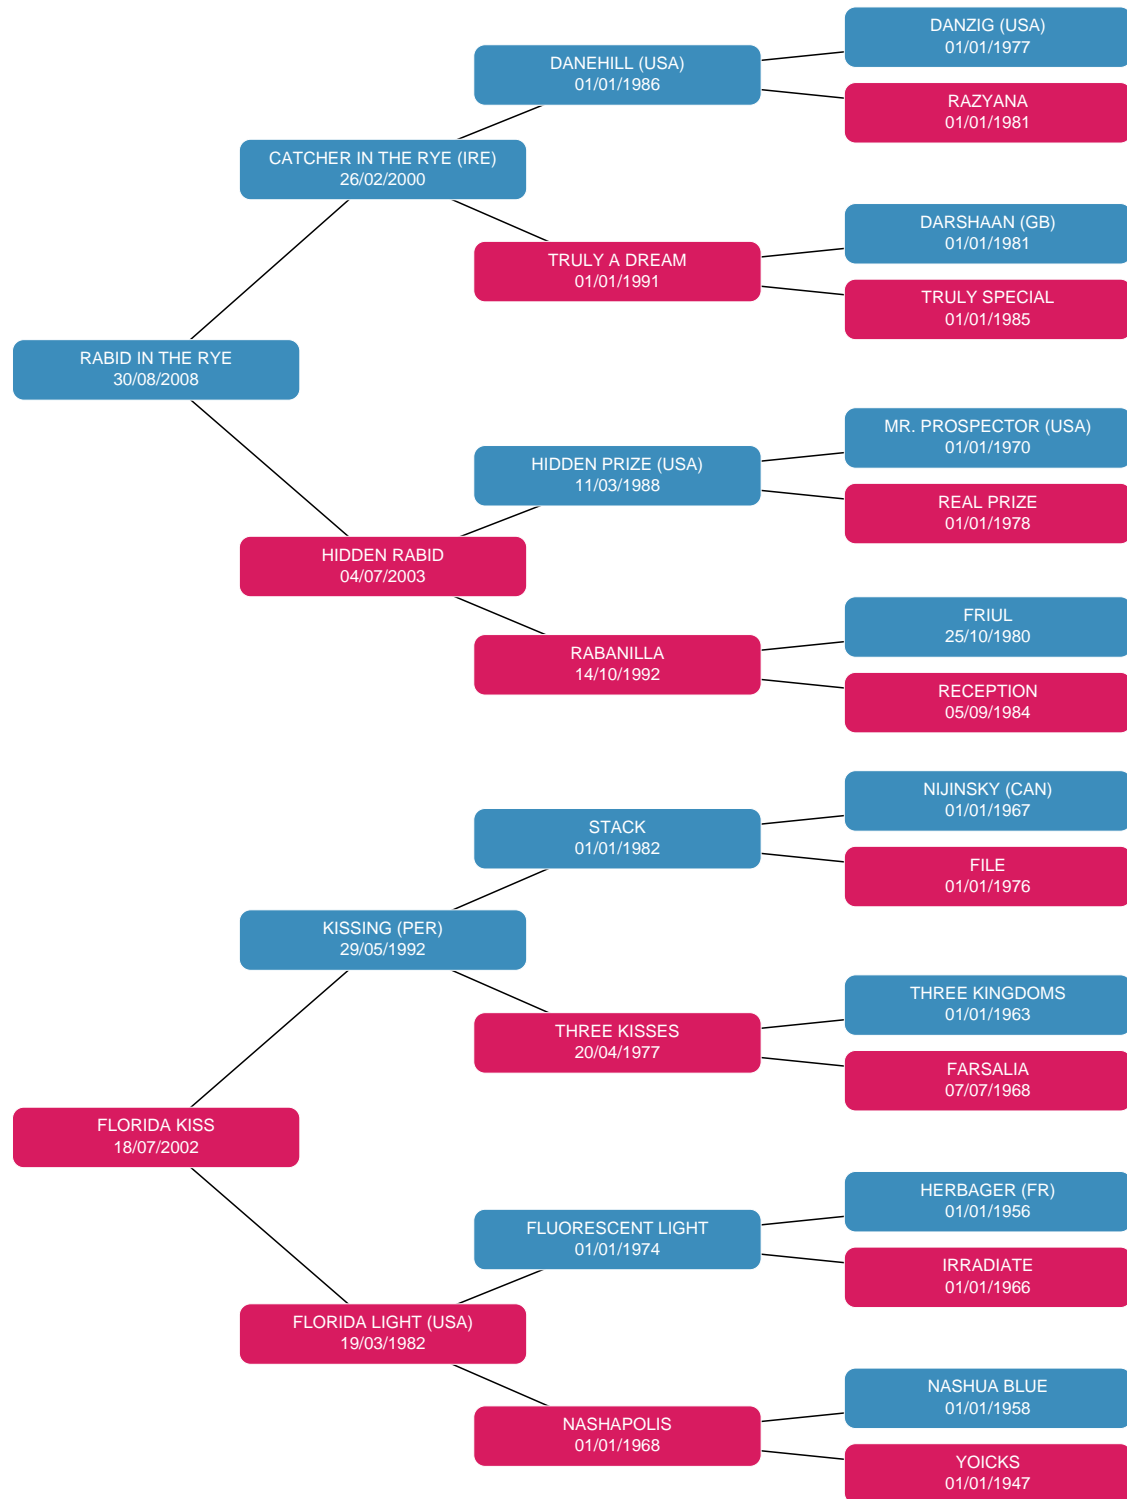 DANZIG (USA)
01/01/1977
DANEHILL (USA)
01/01/1986
RAZYANA
01/01/1981
CATCHER IN THE RYE (IRE)
26/02/2000
DARSHAAN (GB)
01/01/1981
TRULY A DREAM
01/01/1991
TRULY SPECIAL
01/01/1985
RABID IN THE RYE
30/08/2008
MR. PROSPECTOR (USA)
01/01/1970
HIDDEN PRIZE (USA)
11/03/1988
REAL PRIZE
01/01/1978
HIDDEN RABID
04/07/2003
FRIUL
25/10/1980
RABANILLA
14/10/1992
RECEPTION
05/09/1984
NIJINSKY (CAN)
01/01/1967
STACK
01/01/1982
FILE
01/01/1976
KISSING (PER)
29/05/1992
THREE KINGDOMS
01/01/1963
THREE KISSES
20/04/1977
FARSALIA
07/07/1968
FLORIDA KISS
18/07/2002
HERBAGER (FR)
01/01/1956
FLUORESCENT LIGHT
01/01/1974
IRRADIATE
01/01/1966
FLORIDA LIGHT (USA)
19/03/1982
NASHUA BLUE
01/01/1958
NASHAPOLIS
01/01/1968
YOICKS
01/01/1947